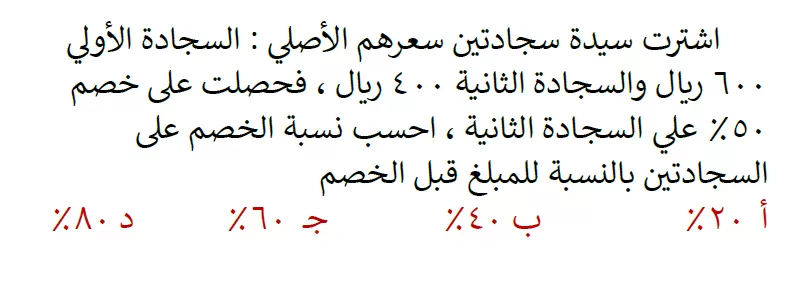 اشترت سيدة سجادتين سعرهم الأصلي : السجادة الأولي
٦٠٠ ريال والسجادة الثانية ٤٠٠ ريال ، فحصلت على خصم
٥٠٪ علي السجادة الثانية ، احسب نسبة الخصم على
السجادتين بالنسبة للمبلغ قبل الخصم
أ ٢٠٪ ب ٤٠٪ جـ ٦٠٪ د ٨٠٪